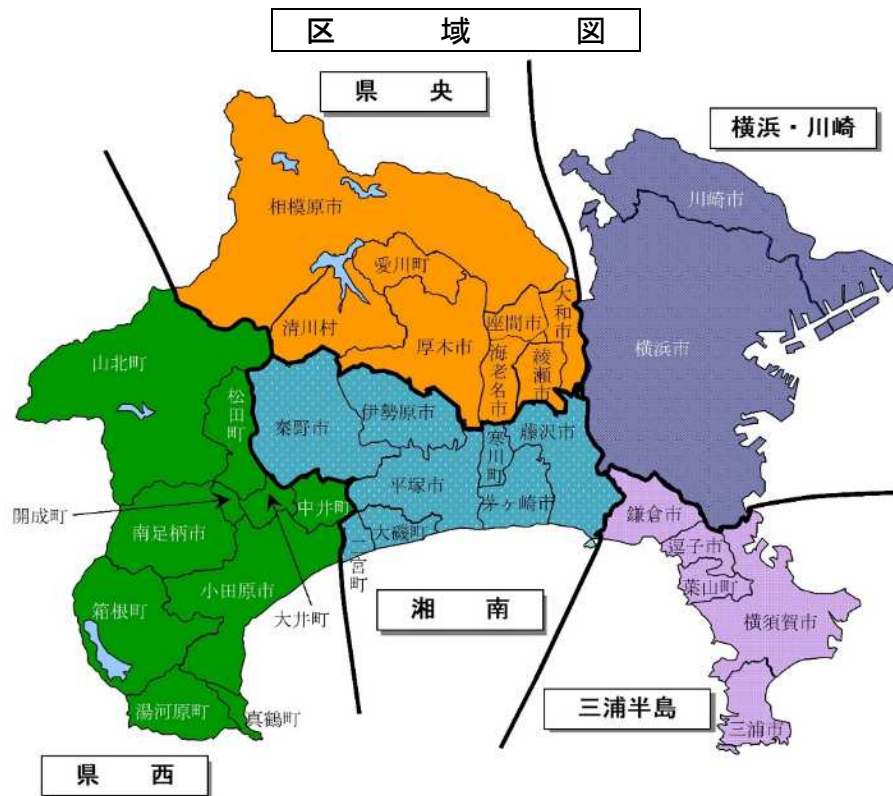 区 域 図
県 央
横浜・川崎
川崎市
相模原市
愛川町
大和市
座間市
清川村
厚木市
海老名市
綾瀬市
横浜市
山北町
松田町
秦野市
伊勢原市
寒川町
藤沢市
平塚市
茅ヶ崎市
中井町
開成町
南足柄市
大磯町
二宮町
鎌倉市
逗子市
葉山町
小田原市
箱根町
大井町
湘 南
横須賀市
三浦半島
湯河原町
真鶴町
三浦市
県 西